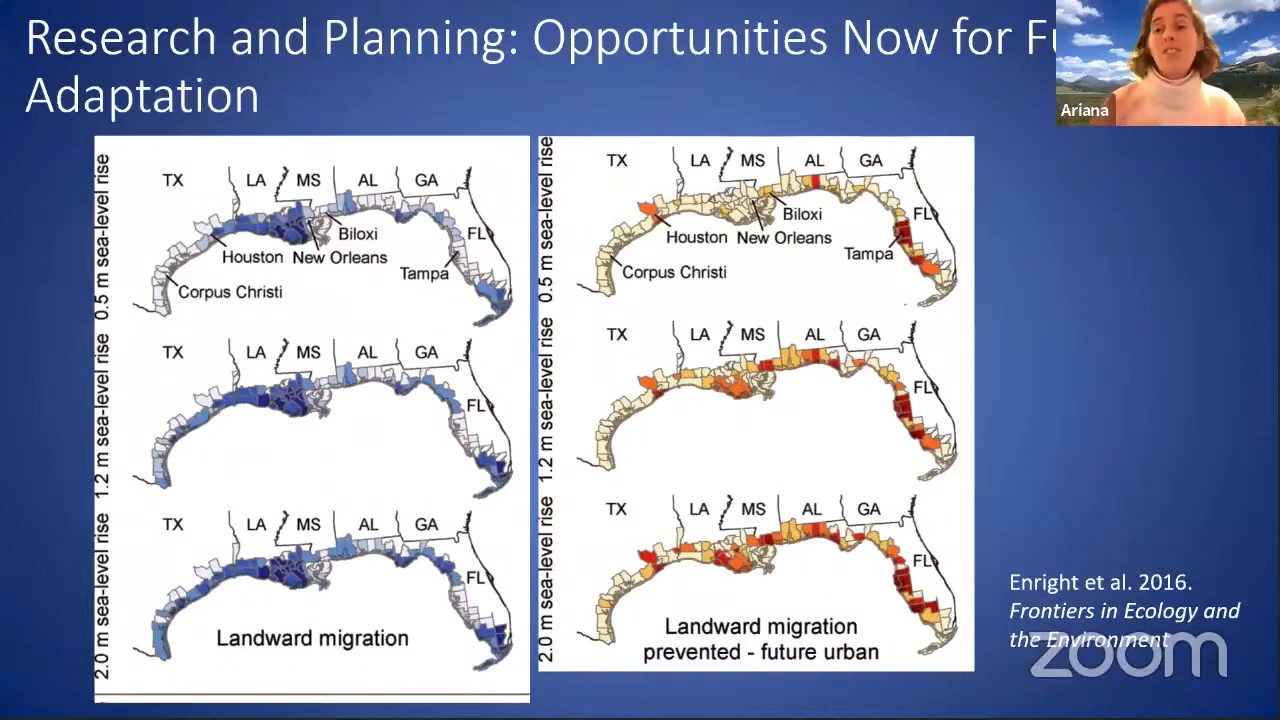 Research and Planning: Opportunities Now for
Adaptation
Ariana
0.5 m sea-level rise
TX LA MS AL GA
FL
Biloxi
Houston New Orleans
Tampa
Corpus Christi
1.2 m sea-level rise
TX LA MS AL GA
FL
2.0 m sea-level rise
TX LA MS AL GA
FL
Landward migration
0.5 m sea-level rise
TX LA MS AL GA
FL
Biloxi
Houston New Orleans
Tampa
Corpus Christi
1.2 m sea-level rise
TX LA MS AL GA
FL
2.0 m sea-level rise
TX LA MS AL GA
FL
Landward migration
prevented - future urban
Enright et al. 2016.
Frontiers in Ecology and
the Environment
zoom